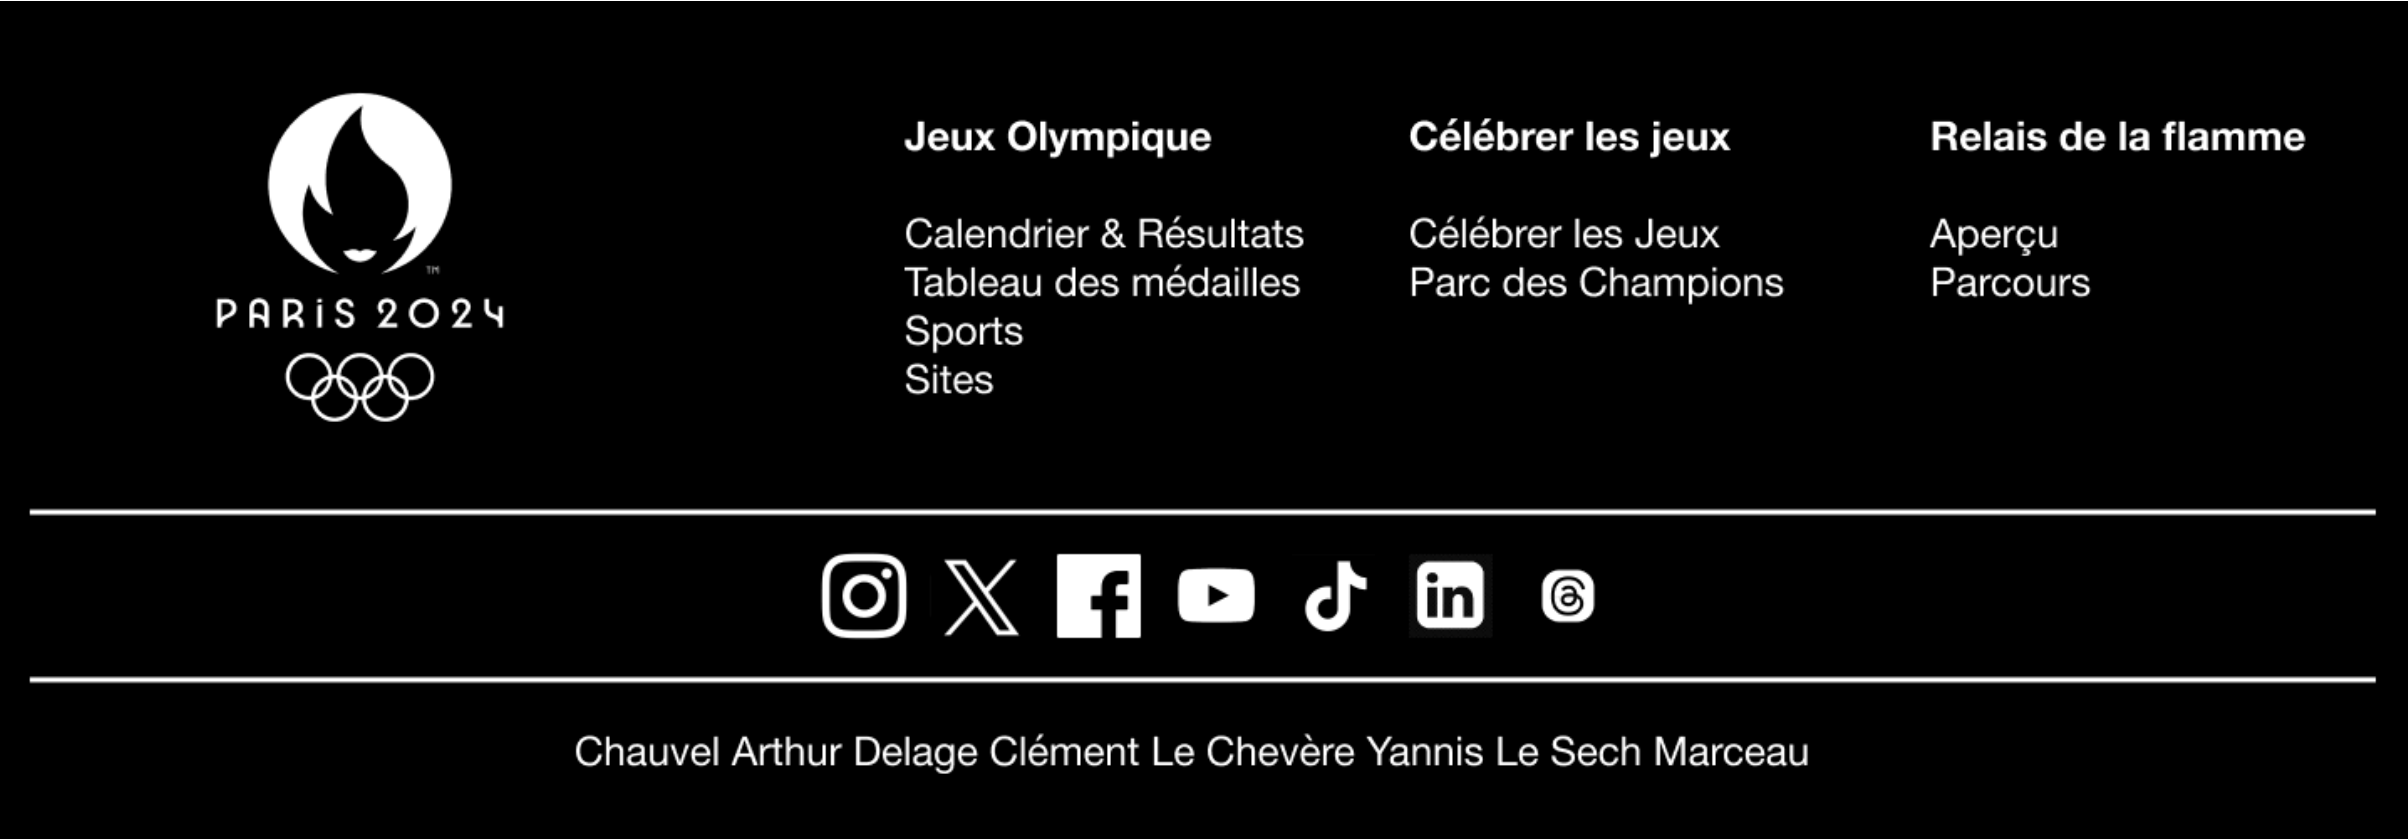 PARIS 2024
Jeux Olympique
Calendrier & Résultats
Tableau des médailles
Sports
Sites
Célébrer les jeux
Célébrer les Jeux
Parc des Champions
Relais de la flamme
Aperçu
Parcours
in
Chauvel Arthur Delage Clément Le Chevère Yannis Le Sech Marceau